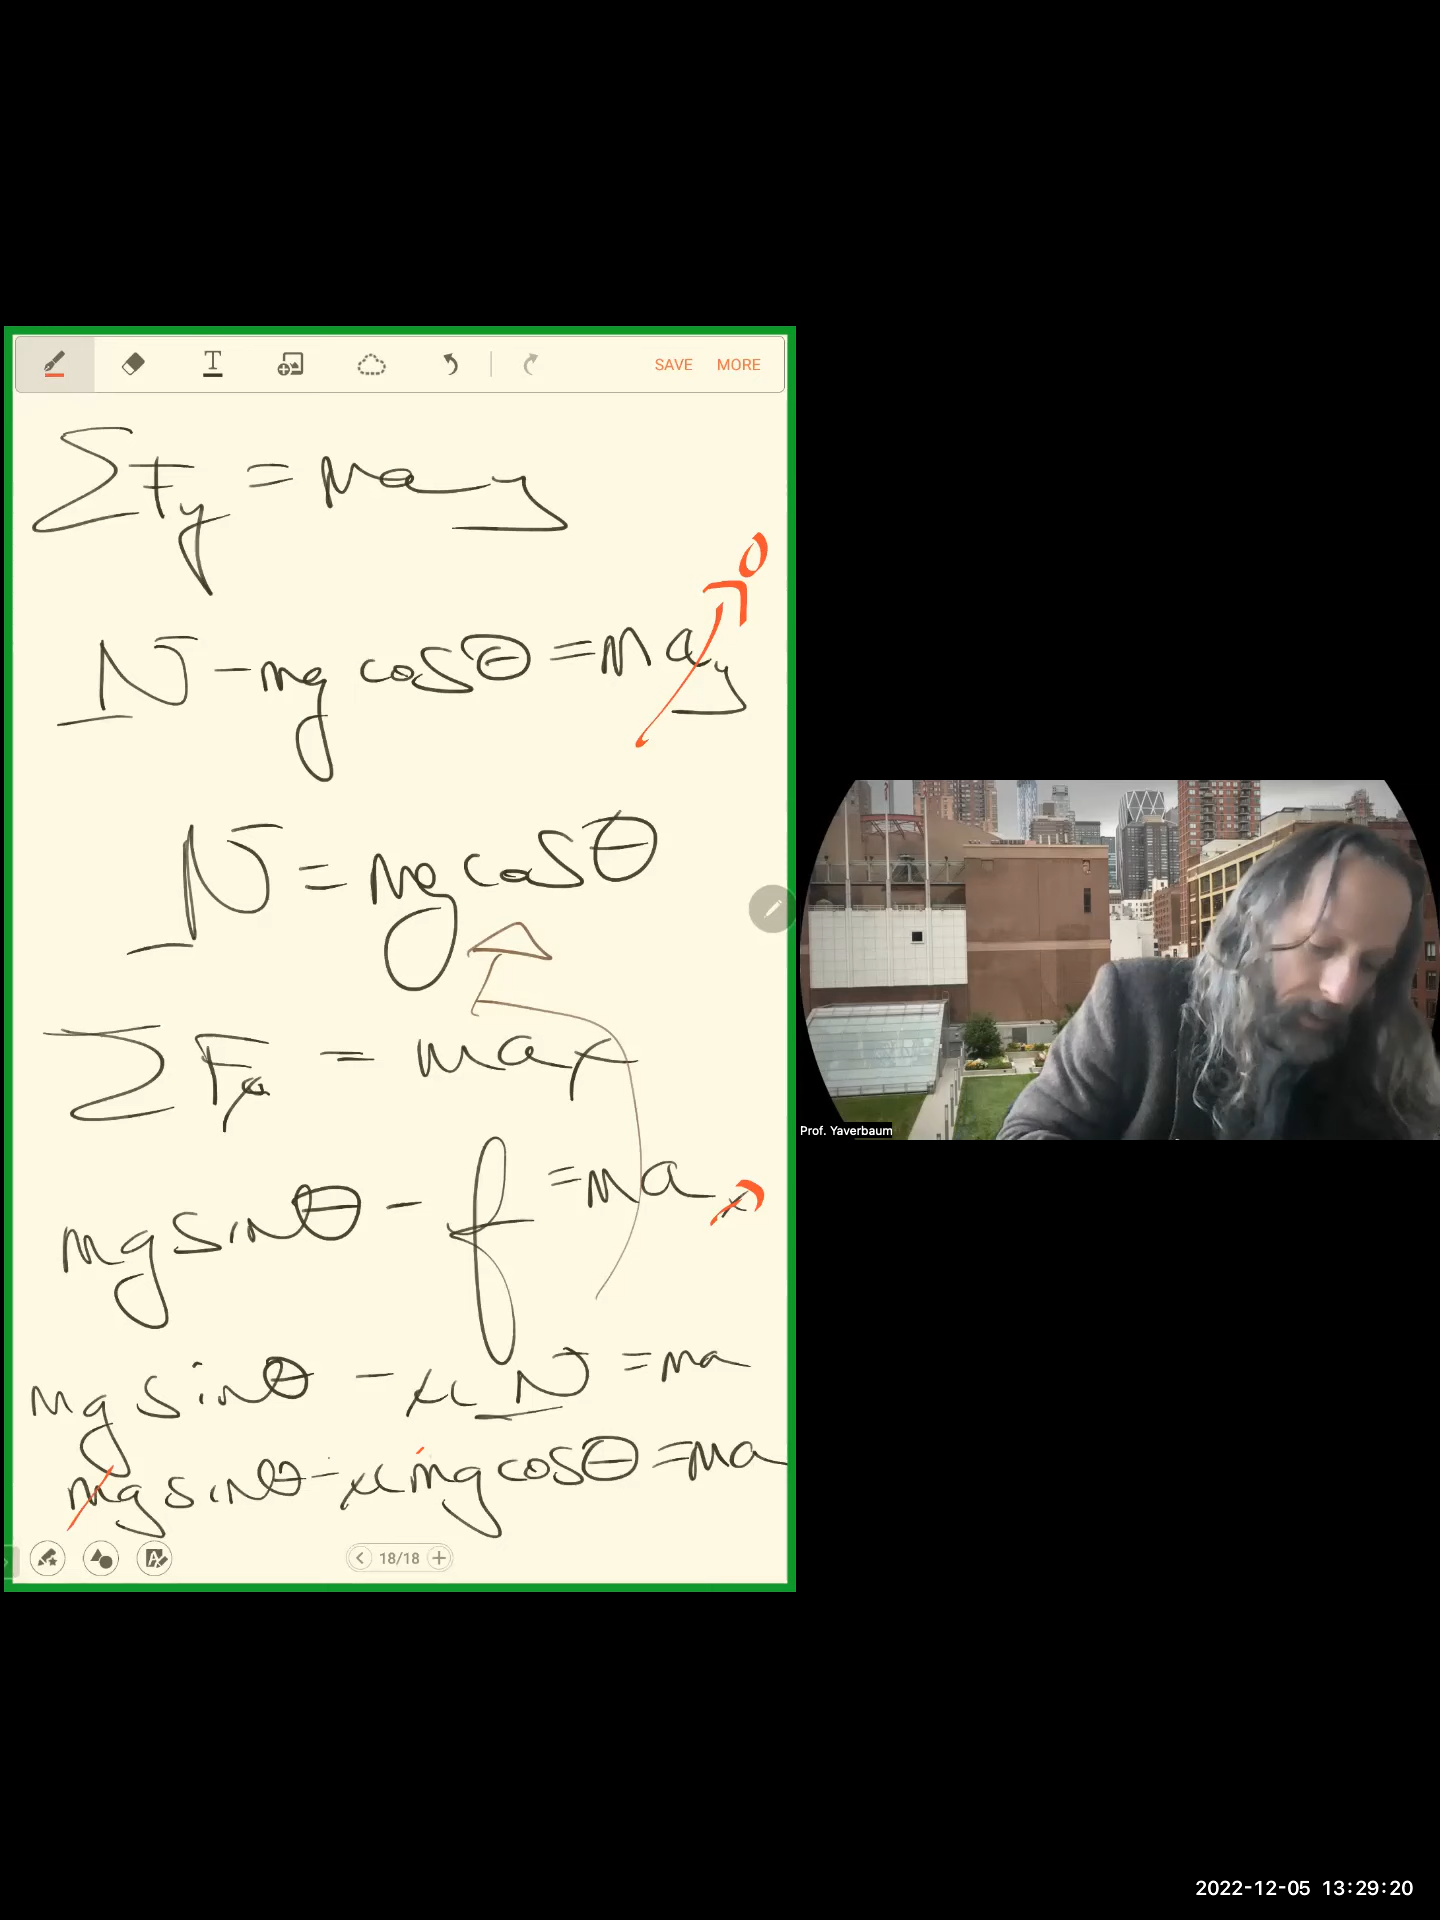 SAVE MORE
ΣFy = may
0
N - mg cosθ = may
N = mg cosθ
ΣFx = max
mg sinθ - f = max
mg sinθ - μN = ma
mg sinθ - μmg cosθ = ma
18/18
Prof. Yaverbaum
2022-12-05 13:29:20